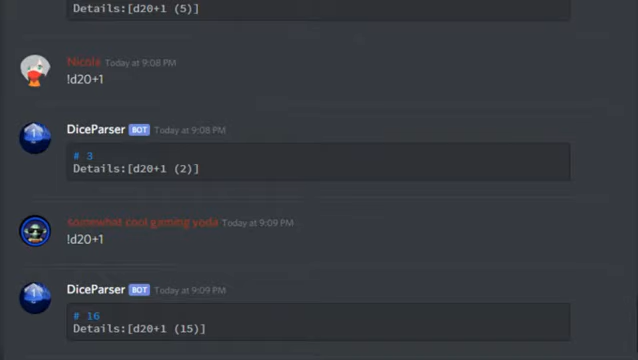 Details:[d20+1 (5)]
Nicole Today at 9:08 PM
!d20+1
DiceParser BOT Today at 9:08 PM
# 3
Details:[d20+1 (2)]
somewhat cool gaming yoda Today at 9:09 PM
!d20+1
DiceParser BOT Today at 9:09 PM
# 16
Details:[d20+1 (15)]